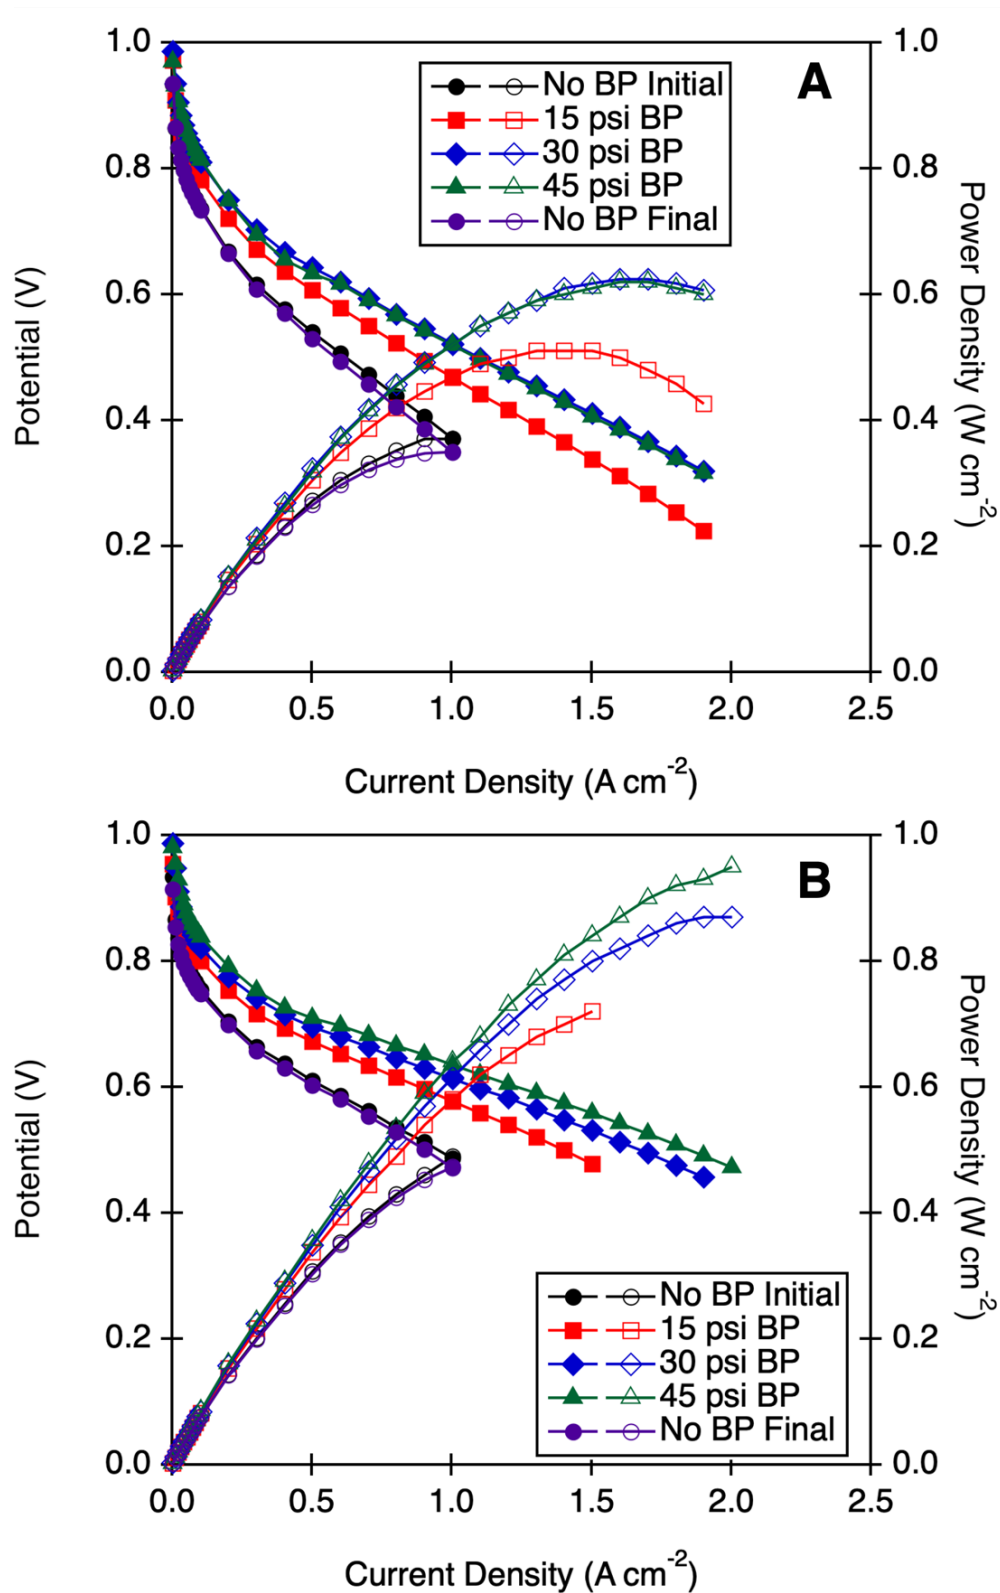 A
No BP Initial
15 psi BP
30 psi BP
45 psi BP
No BP Final
1.0
0.8
0.6
0.4
0.2
0.0
Potential (V)
1.0
0.8
0.6
0.4
0.2
0.0
Power Density (W cm-2)
0.0 0.5 1.0 1.5 2.0 2.5
Current Density (A cm-2)
B
1.0
0.8
0.6
0.4
0.2
0.0
Potential (V)
1.0
0.8
0.6
0.4
0.2
0.0
Power Density (W cm-2)
No BP Initial
15 psi BP
30 psi BP
45 psi BP
No BP Final
0.0 0.5 1.0 1.5 2.0 2.5
Current Density (A cm-2)